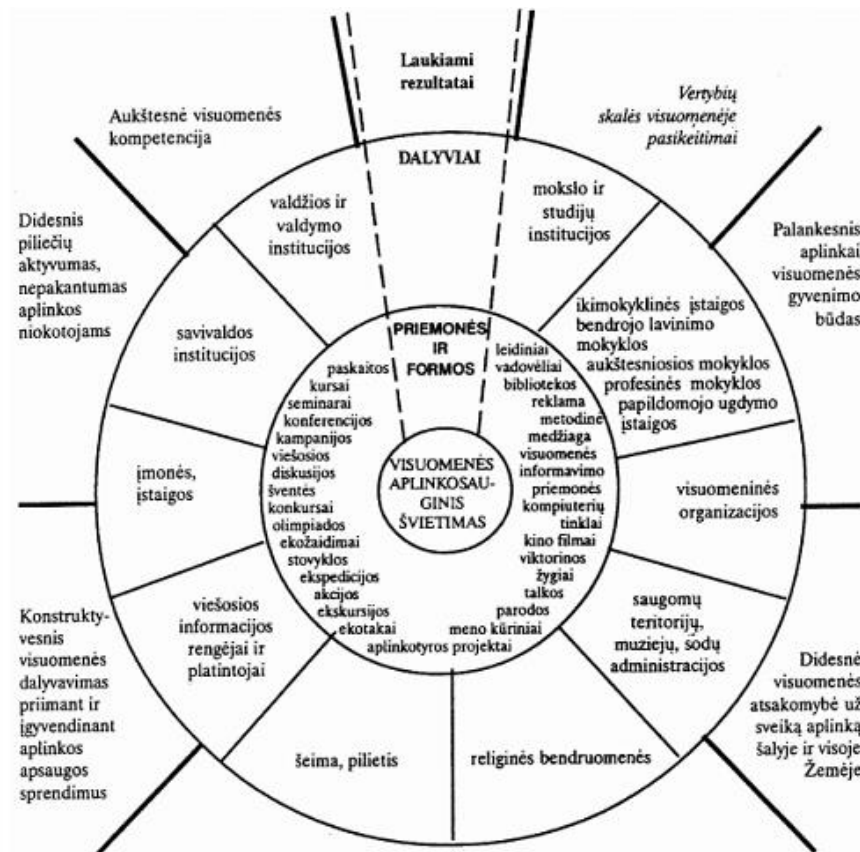 Laukiami
rezultatai
Vertybių
skalės visuomenėje
pasikeitimai
Palankesnis
aplinkai
visuomenės
gyvenimo
būdas
Didesnė
visuomenės
atsakomybė už
sveiką aplinką
šalyje ir visoje
Žemėje
Konstrukty-
vesnis
visuomenės
dalyvavimas
priimant ir
įgyvendinant
aplinkos
apsaugos
sprendimus
Didesnis
piliečių
aktyvumas,
nepakantumas
aplinkos
niokotojams
Aukštesnė visuomenės
kompetencija
DALYVIAI
mokslo ir
studijų
institucijos
ikimokyklinės įstaigos
bendrojo lavinimo
mokyklos
aukštesniosios mokyklos
profesinės mokyklos
papildomojo ugdymo
įstaigos
visuomeninės
organizacijos
saugomų
teritorijų,
muziejų, sodų
administracijos
religinės bendruomenės
šeima, pilietis
viešosios
informacijos
rengėjai ir
platintojai
įmonės,
įstaigos
savivaldos
institucijos
valdžios ir
valdymo
institucijos
PRIEMONĖS
IR
FORMOS
paskaitos
kursai
seminarai
konferencijos
kampanijos
viešosios
diskusijos
šventės
konkursai
olimpiados
ekožaidimai
stovyklos
ekspedicijos
akcijos
ekskursijos
ekotakai
aplinkotyros projektai
leidiniai
vadovėliai
bibliotekos
reklama
metodinė
medžiaga
visuomenės
informavimo
priemonės
kompiuterių
tinklai
kino filmai
viktorinos
žygiai
talkos
parodos
meno kūriniai
VISUOMENĖS
APLINKOSAU-
GINIS
ŠVIETIMAS